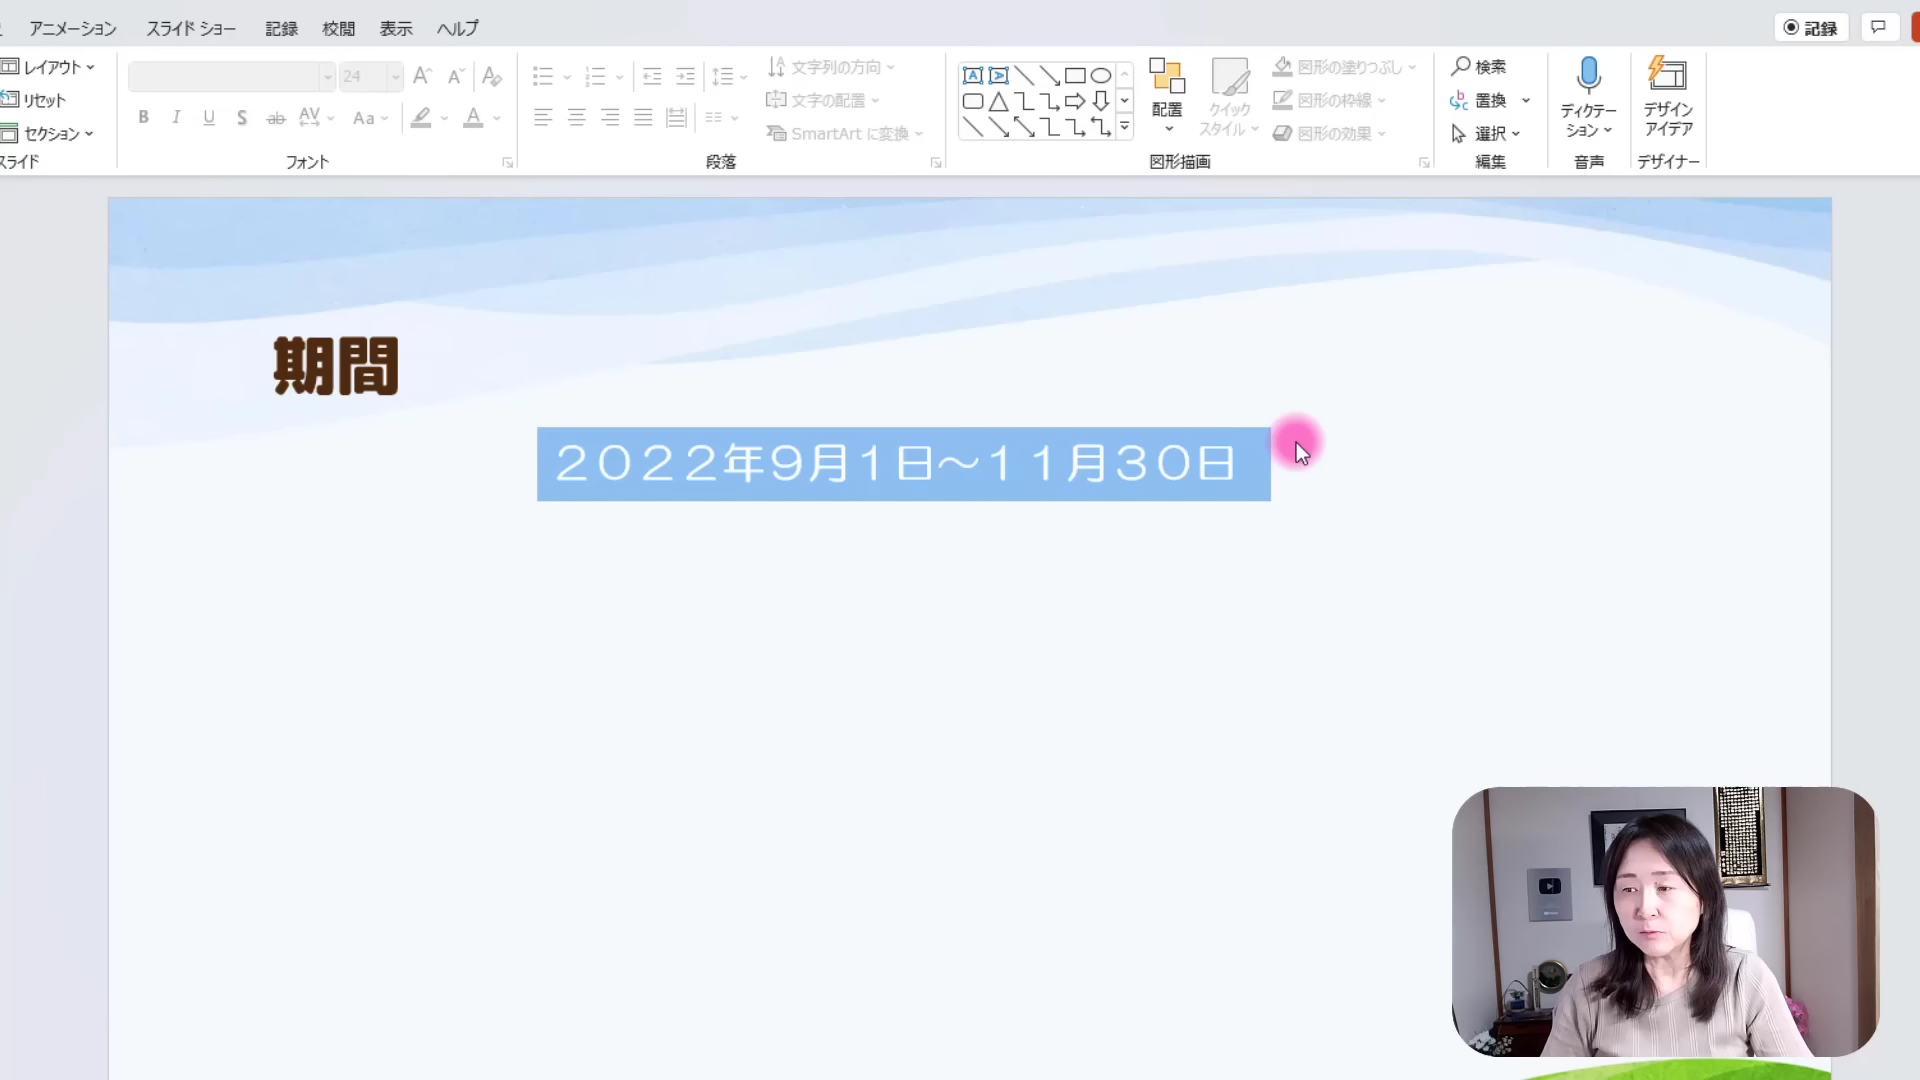 アニメーション スライド ショー 記録 校閲 表示 ヘルプ 記録
レイアウト 24 文字列の方向 図形の塗りつぶし 検索
リセット 文字の配置 配置 クイック スタイル 図形の枠線 置換 ディクテー ション デザイン アイデア
B I U S ab AV Aa A
セクション SmartArt に変換 図形の効果 選択
スライド フォント 段落 図形描画 編集 音声 デザイナー
期間
２０２２年９月１日～１１月３０日